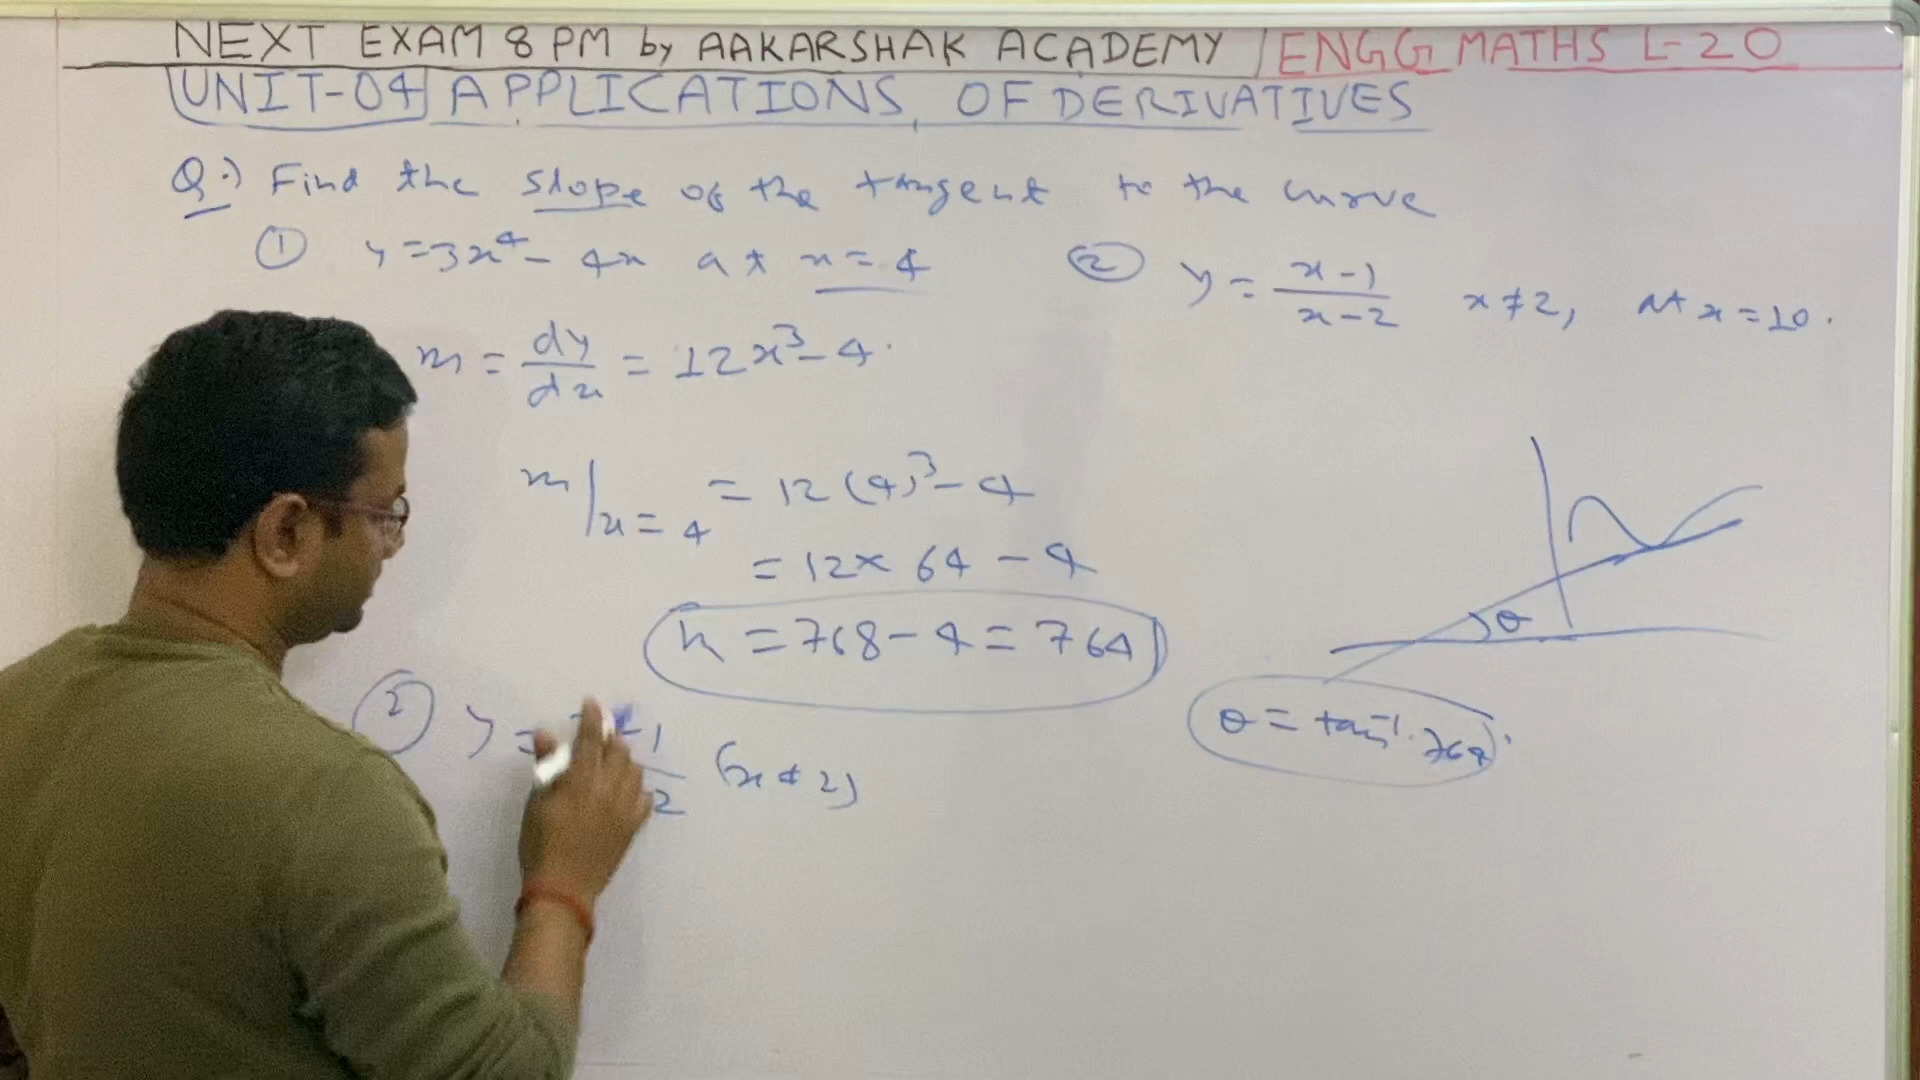 NEXT EXAM 8 PM by AAKARSHAK ACADEMY | ENGG MATHS L-20
UNIT-04 APPLICATIONS OF DERIVATIVES
Q.) Find the slope of the tangent to the curve
① y = 3x⁴ - 4x at x = 4 ② y = (x-1)/(x-2) x ≠ 2, at x = 10.
m = dy/dx = 12x³ - 4.
m |x = 4 = 12(4)³ - 4
= 12 x 64 - 4
m = 768 - 4 = 764
θ
θ = tan⁻¹ 764
② y = -1 / 2 (x ≠ 2)